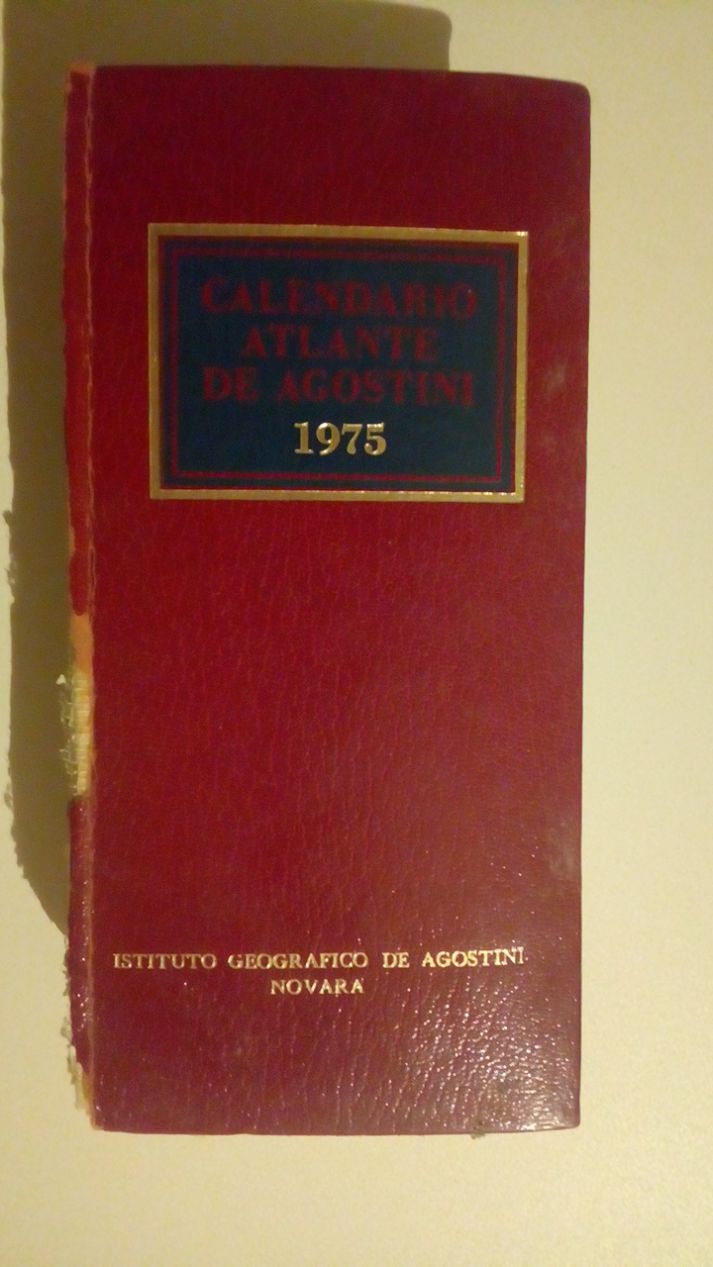 CALENDARIO
ATLANTE
DE AGOSTINI
1975
ISTITUTO GEOGRAFICO DE AGOSTINI
NOVARA